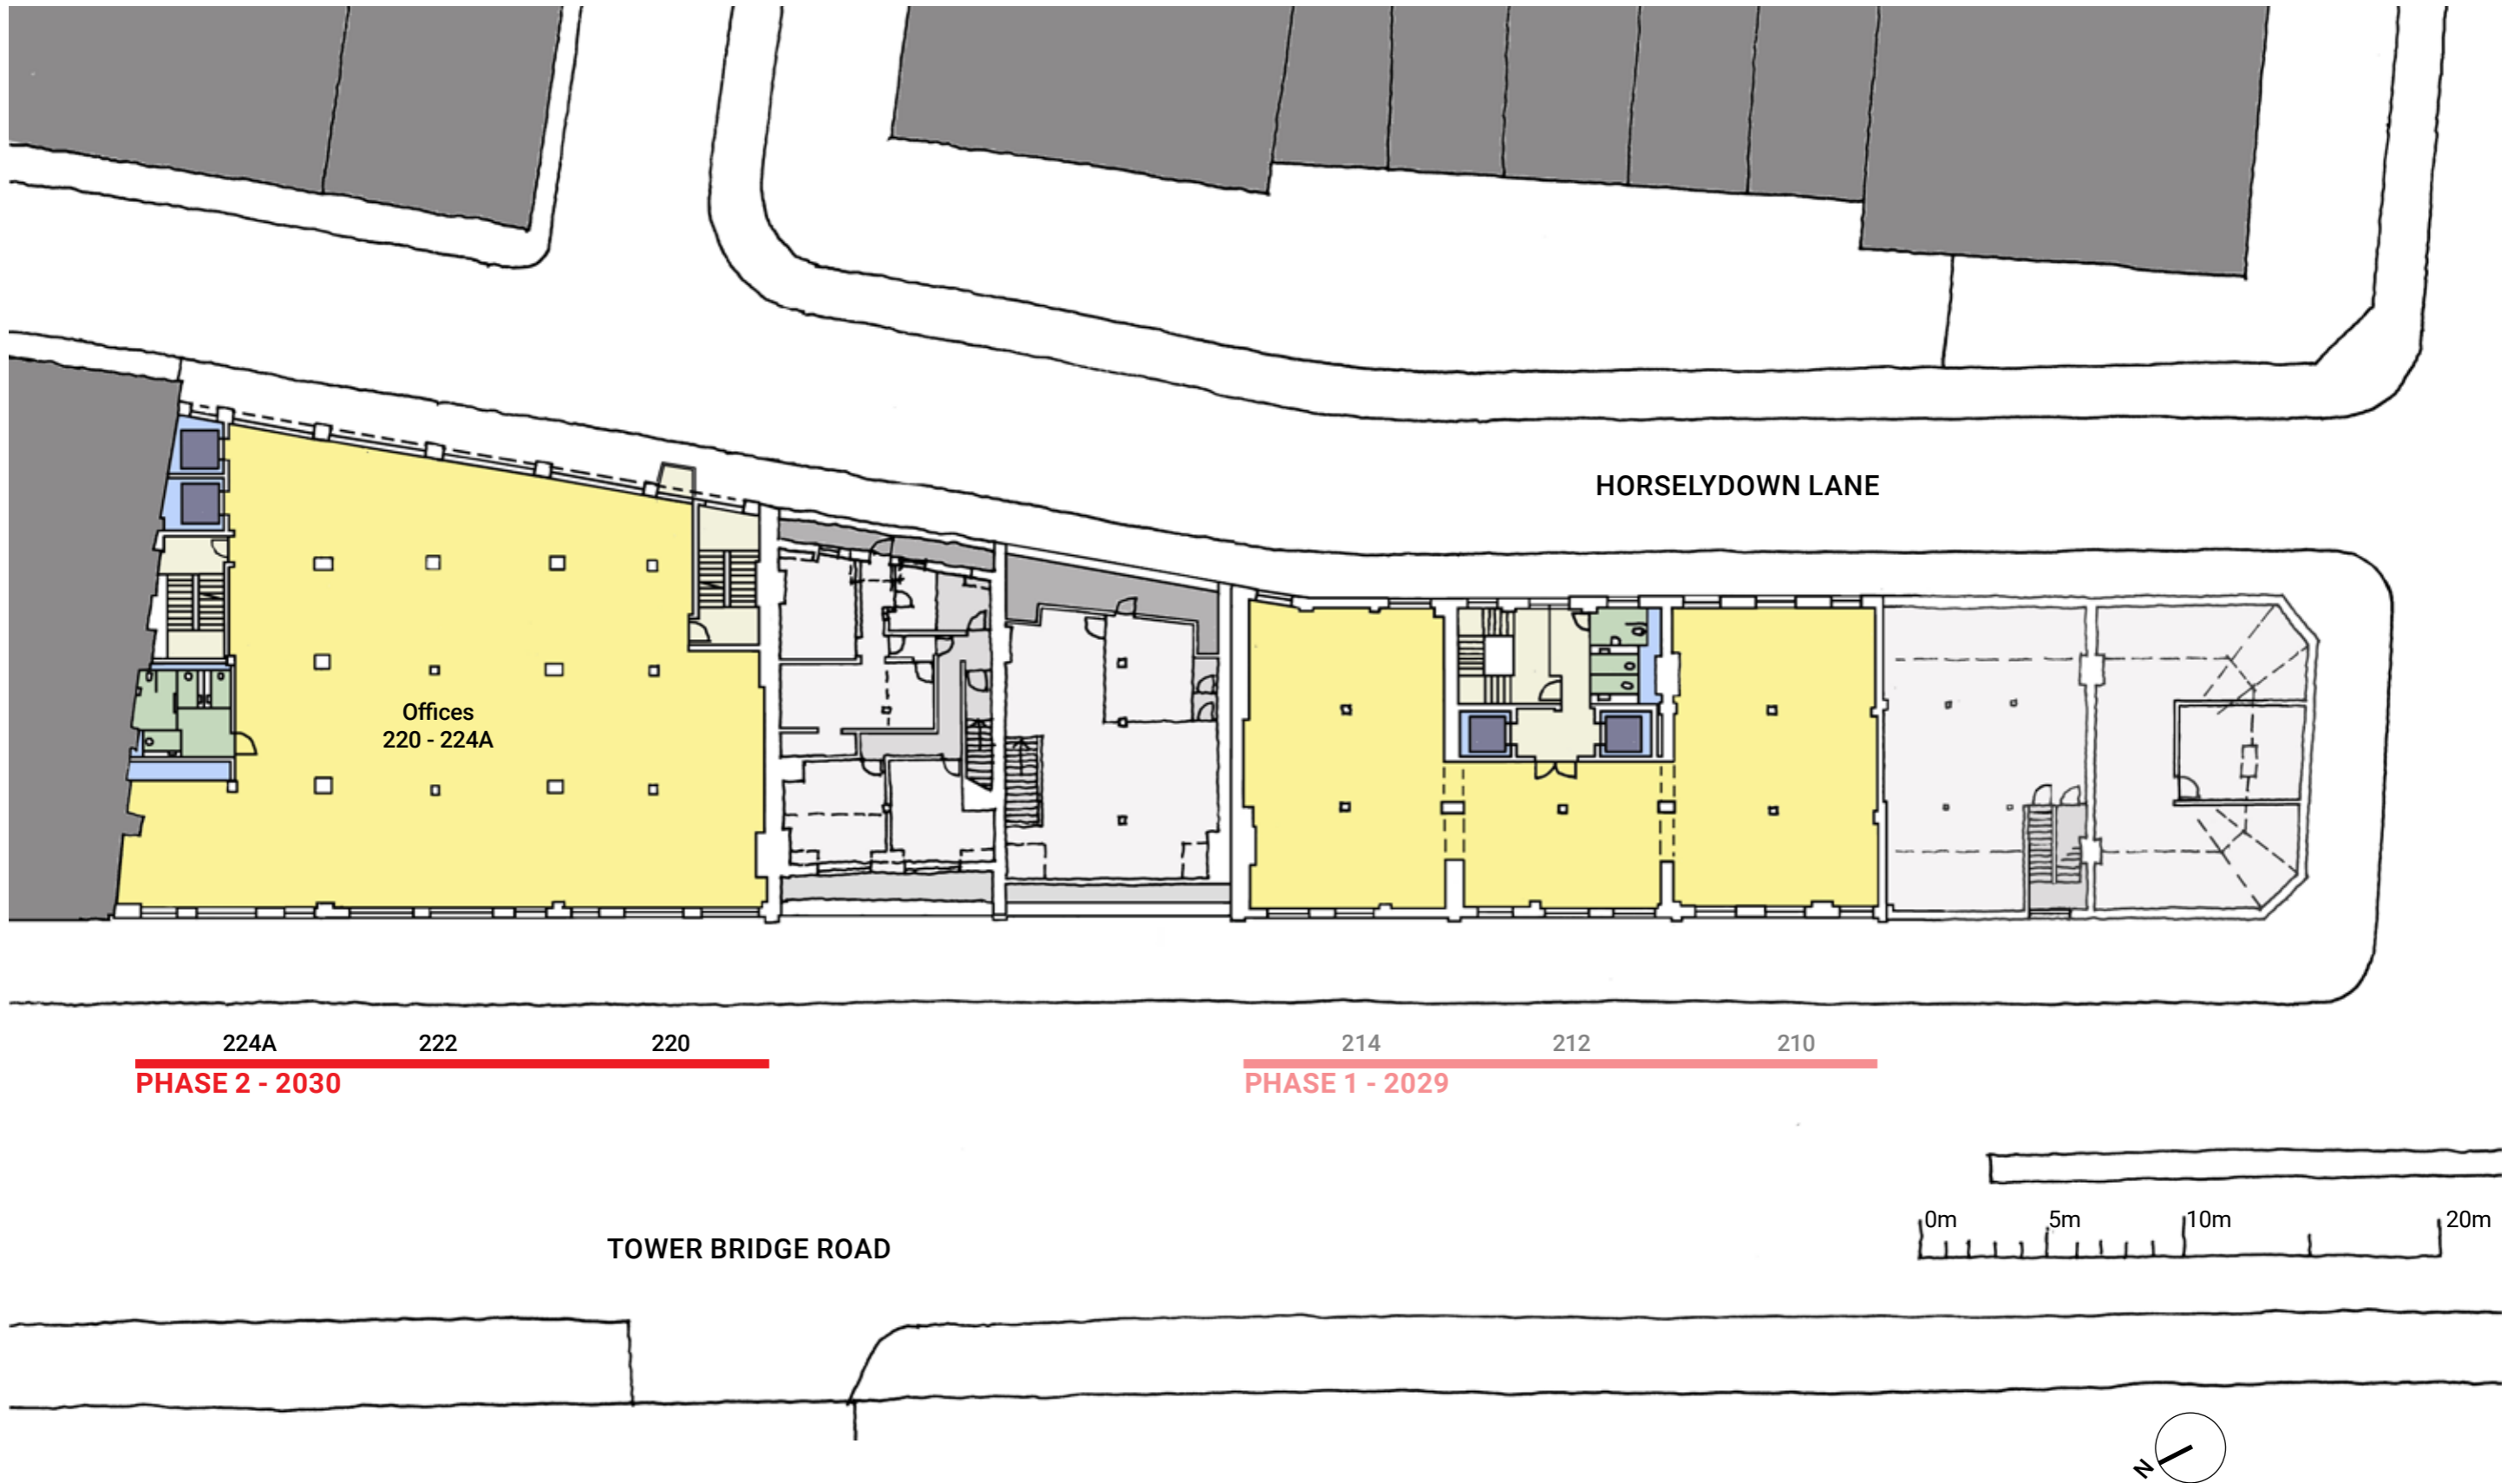 HORSELYDOWN LANE
Offices
220 - 224A
224A 222 220
PHASE 2 - 2030
214 212 210
PHASE 1 - 2029
0m 5m 10m 20m
TOWER BRIDGE ROAD
N